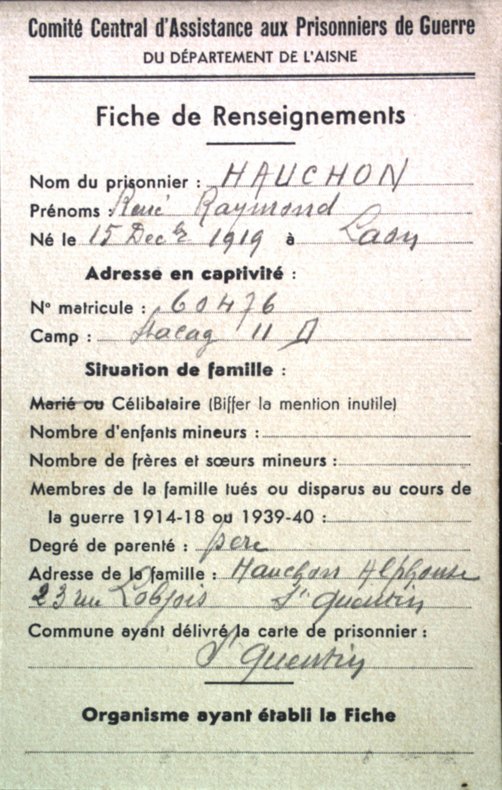 Comité Central d'Assistance aux Prisonniers de Guerre
DU DÉPARTEMENT DE L'AISNE
Fiche de Renseignements
Nom du prisonnier : HAUCHON
Prénoms : René Raymond
Né le 15 Decbre 1919 à Laon
Adresse en captivité :
N° matricule : 60476
Camp : Stalag II D
Situation de famille :
Marié ou Célibataire (Biffer la mention inutile)
Nombre d'enfants mineurs :
Nombre de frères et sœurs mineurs :
Membres de la famille tués ou disparus au cours de
la guerre 1914-18 ou 1939-40 :
Degré de parenté : père
Adresse de la famille : Hauchon Alphonse
23 rue Lobjois St Quentin
Commune ayant délivré la carte de prisonnier :
St Quentin
Organisme ayant établi la Fiche